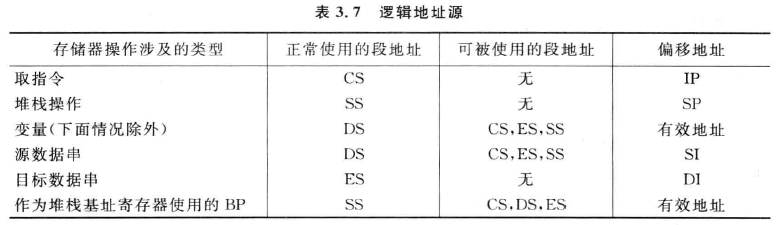 表 3.7 逻辑地址源
存储器操作涉及的类型 正常使用的段地址 可被使用的段地址 偏移地址
取指令 CS 无 IP
堆栈操作 SS 无 SP
变量(下面情况除外) DS CS,ES,SS 有效地址
源数据串 DS CS,ES,SS SI
目标数据串 ES 无 DI
作为堆栈基址寄存器使用的 BP SS CS,DS,ES 有效地址